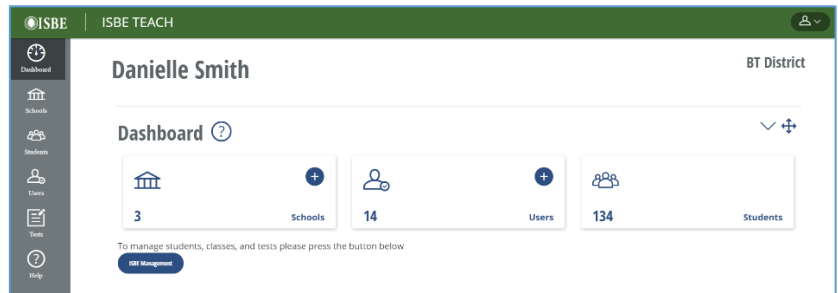 ISBE ISBE TEACH
Dashboard
Schools
Students
Users
Tests
Help
Danielle Smith
BT District
Dashboard ?
3 Schools
14 Users
134 Students
To manage students, classes, and tests please press the button below
ISBE Management